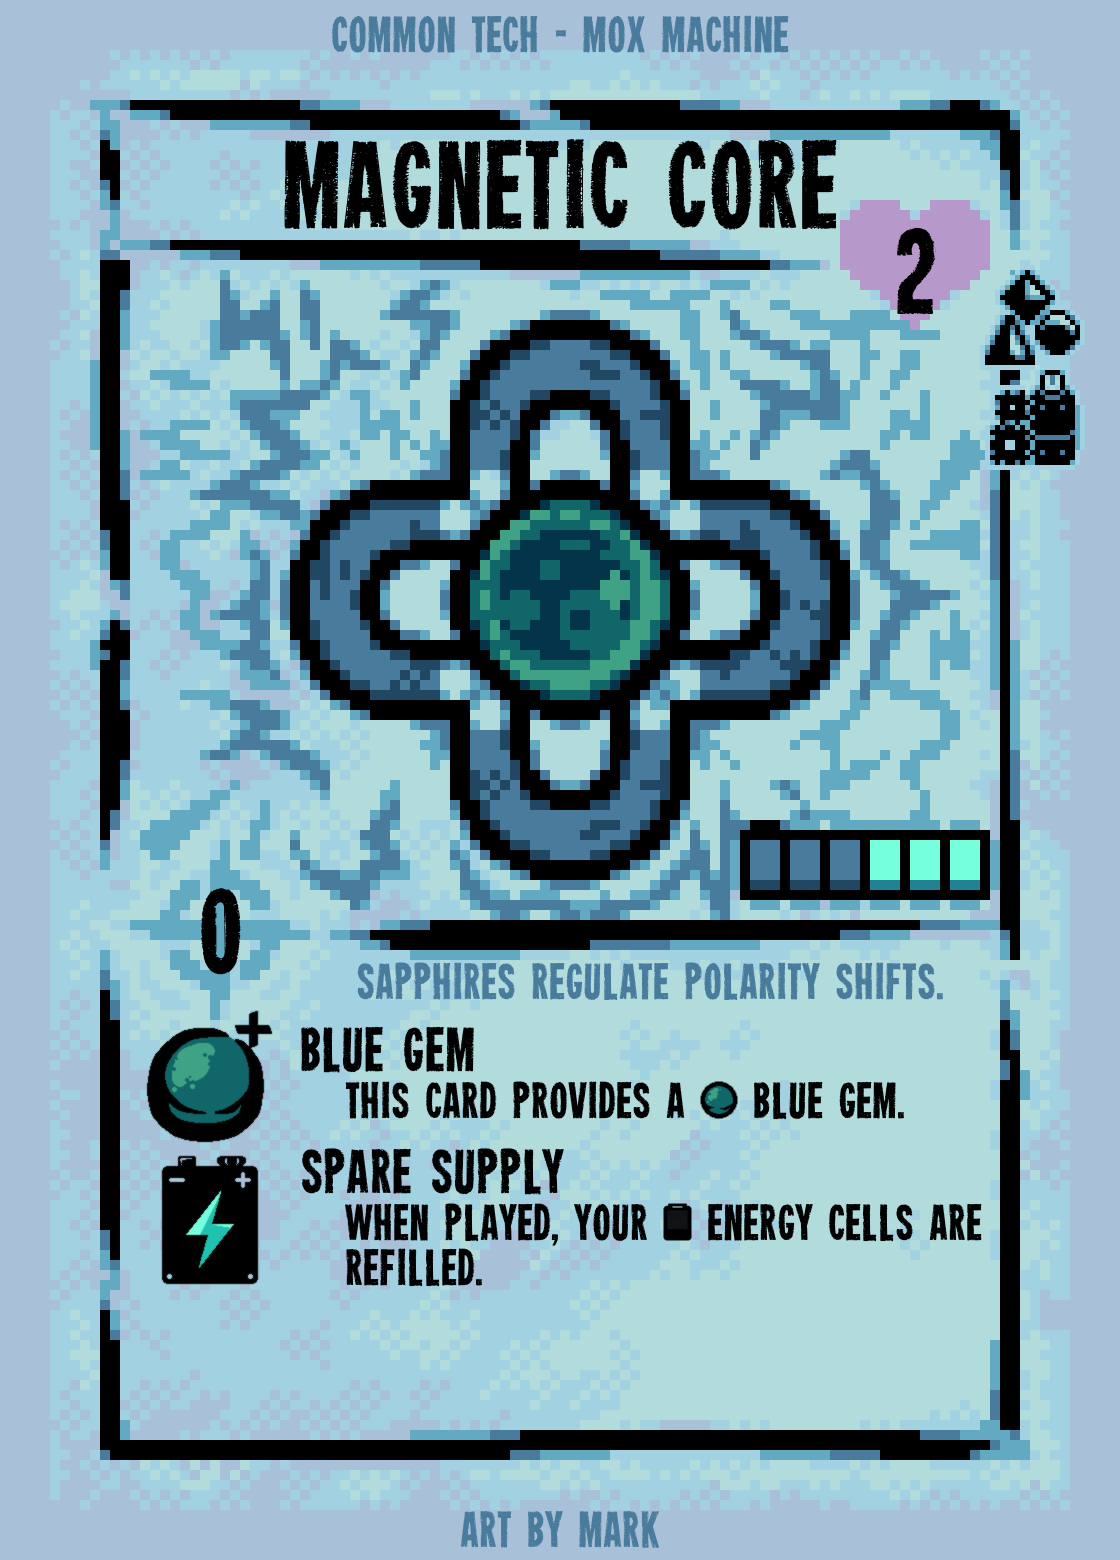 COMMON TECH - MOX MACHINE
MAGNETIC CORE
2
0
SAPPHIRES REGULATE POLARITY SHIFTS.
BLUE GEM
THIS CARD PROVIDES A BLUE GEM.
SPARE SUPPLY
WHEN PLAYED, YOUR ENERGY CELLS ARE
REFILLED.
ART BY MARK